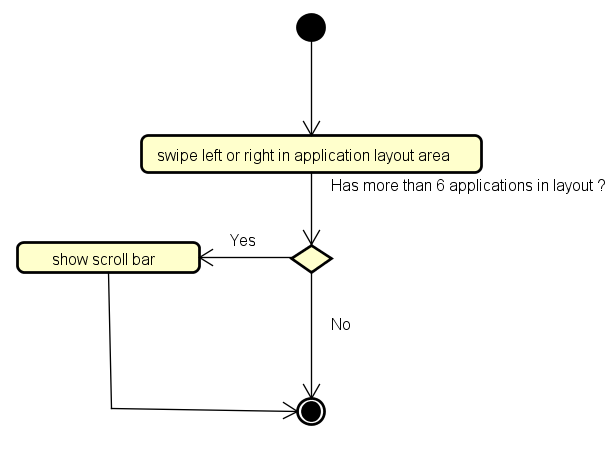 swipe left or right in application layout area
Has more than 6 applications in layout ?
Yes
show scroll bar
No